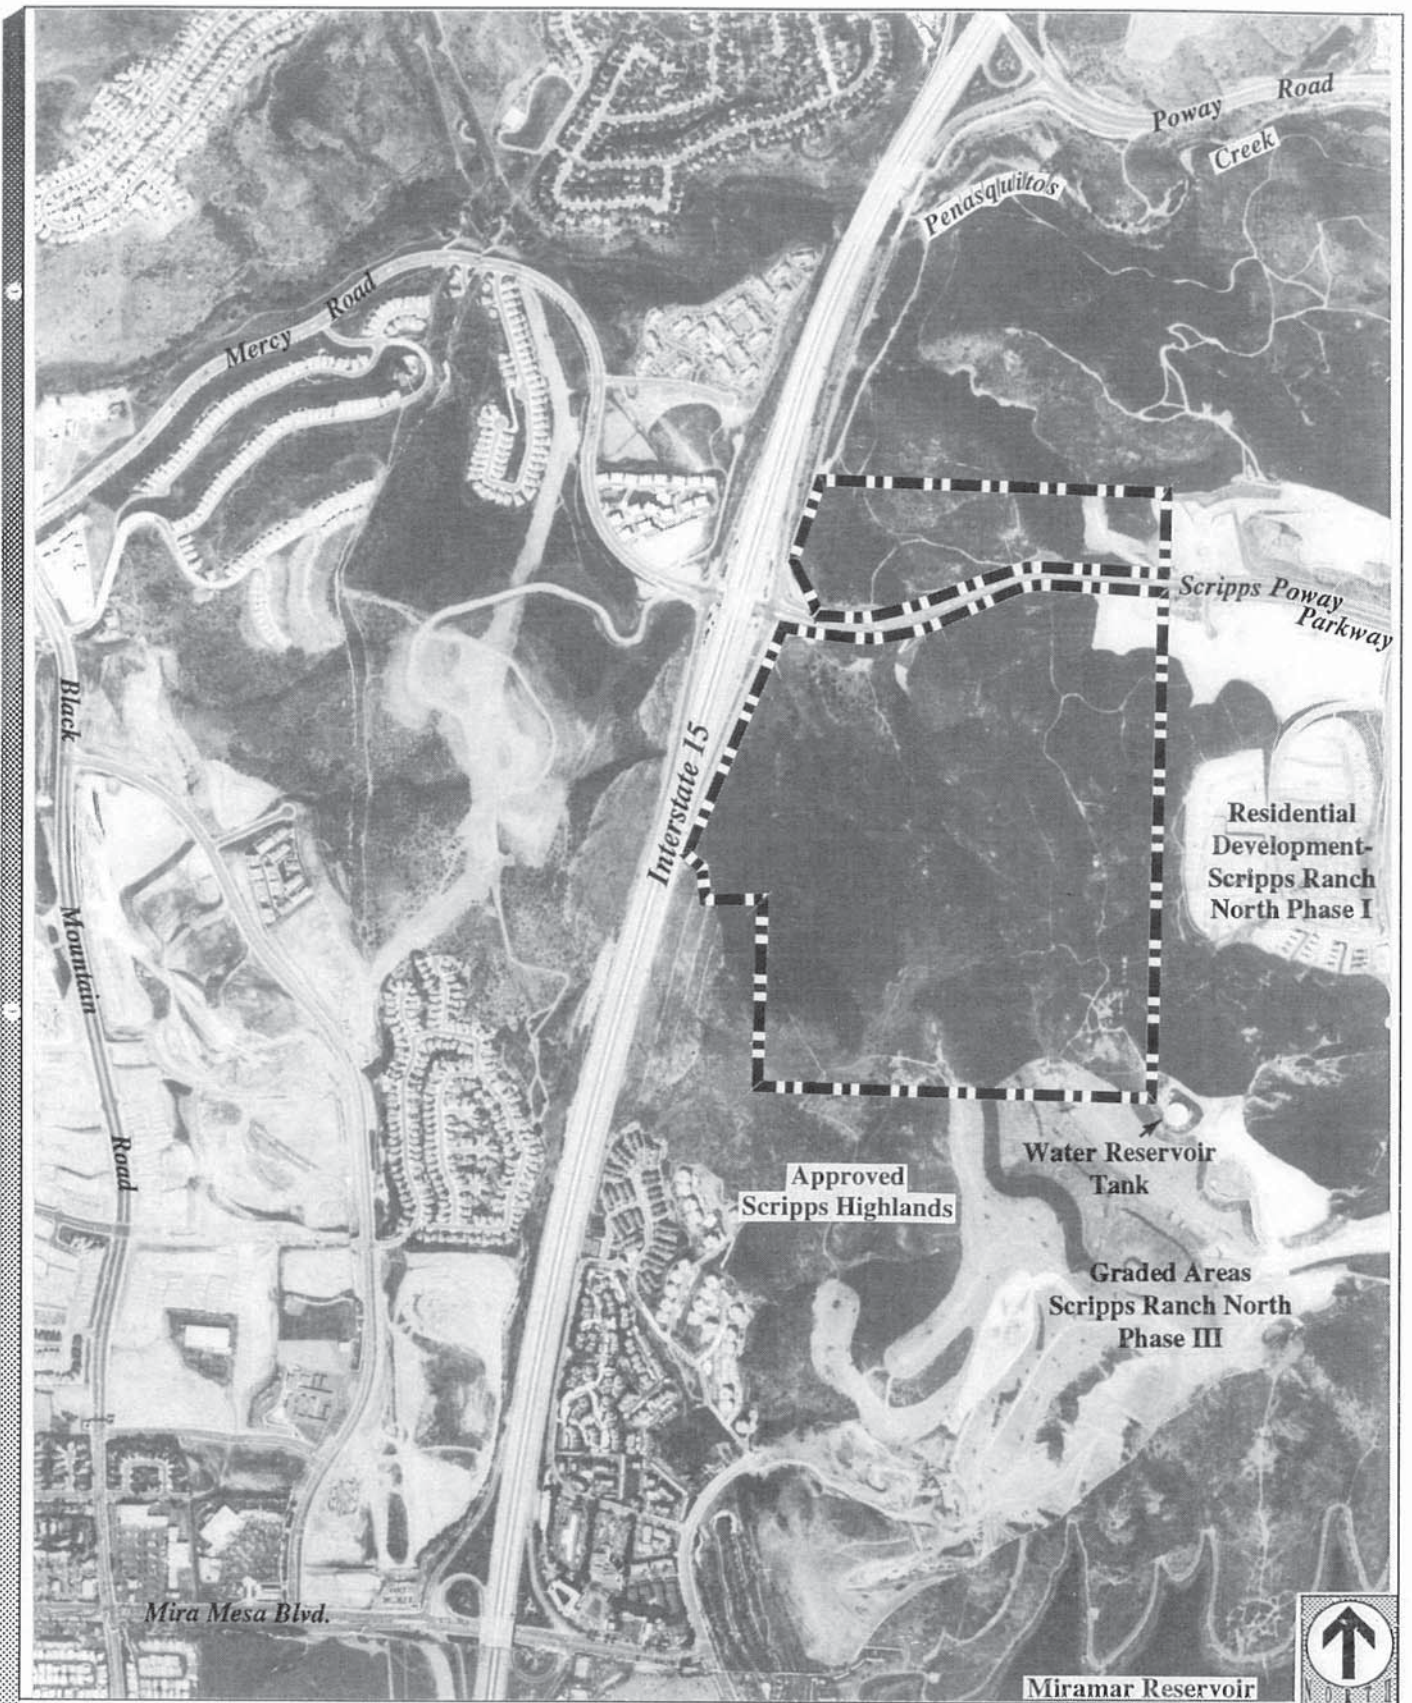 Poway Road
Creek
Penasquitos
Mercy Road
Scripps Poway
Parkway
Black
Mountain
Road
Interstate 15
Residential
Development-
Scripps Ranch
North Phase I
Water Reservoir
Tank
Approved
Scripps Highlands
Graded Areas
Scripps Ranch North
Phase III
Mira Mesa Blvd.
Miramar Reservoir